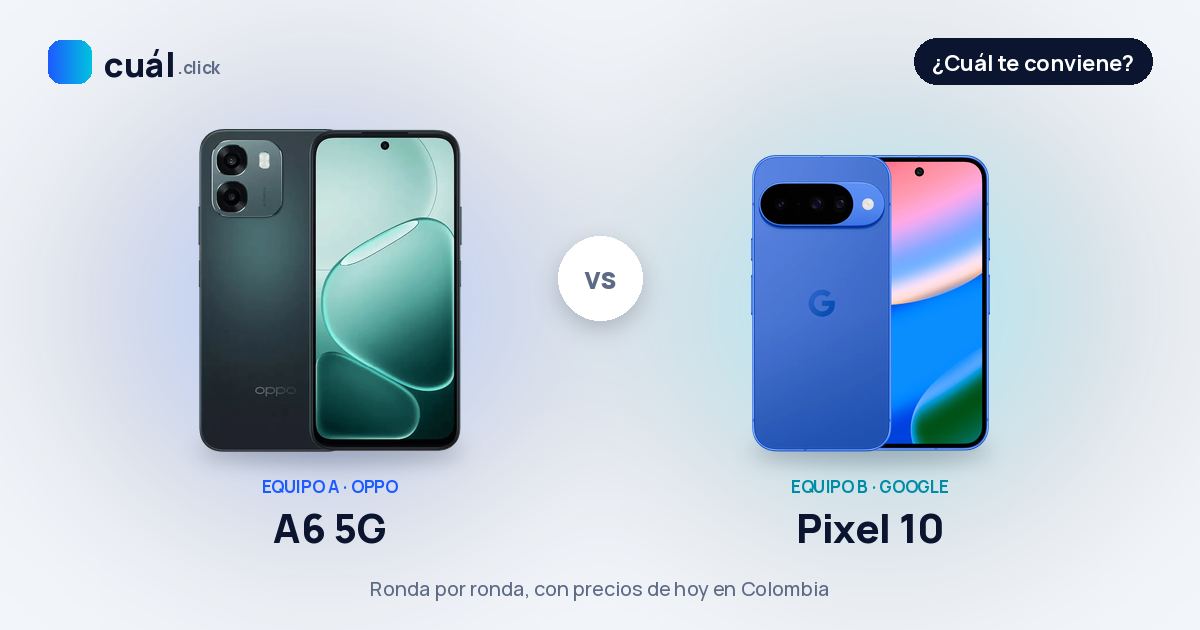 cuál.click
¿Cuál te conviene?
oppo
VS
G
EQUIPO A · OPPO
EQUIPO B · GOOGLE
A6 5G
Pixel 10
Ronda por ronda, con precios de hoy en Colombia